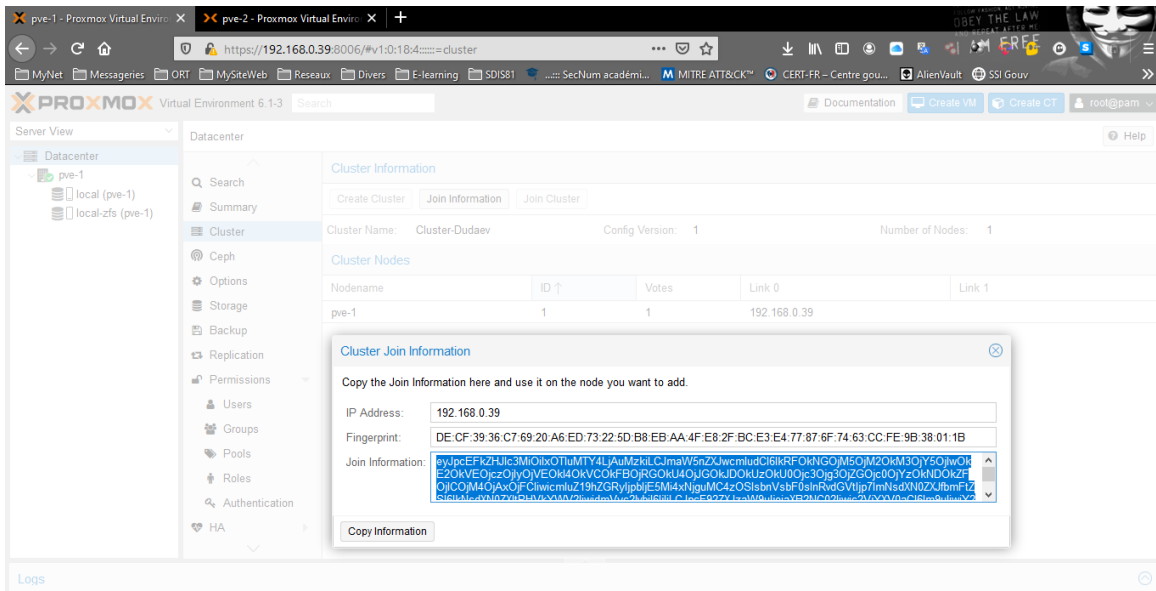 pve-1 - Proxmox Virtual Enviro
pve-2 - Proxmox Virtual Enviro
OBEY THE LAW
FREE
https://192.168.0.39:8006/#v1:0:18:4::::::=cluster
MyNet Messageries ORT MySiteWeb Reseaux Divers E-learning SDIS81 ..:::: SecNum académi... MITRE ATT&CK™ CERT-FR – Centre gou... AlienVault SSI Gouv
PROXMOX Virtual Environment 6.1-3 Search Documentation Create VM Create CT root@pam
Server View
Datacenter
Help
Datacenter
pve-1
local (pve-1)
local-zfs (pve-1)
Search
Summary
Cluster
Ceph
Options
Storage
Backup
Replication
Permissions
Users
Groups
Pools
Roles
Authentication
HA
Cluster Information
Create Cluster Join Information Join Cluster
Cluster Name: Cluster-Dudaev Config Version: 1 Number of Nodes: 1
Cluster Nodes
Nodename ID ↑ Votes Link 0 Link 1
pve-1 1 1 192.168.0.39
Cluster Join Information
Copy the Join Information here and use it on the node you want to add.
IP Address: 192.168.0.39
Fingerprint: DE:CF:39:36:C7:69:20:A6:ED:73:22:5D:B8:EB:AA:4F:E8:2F:BC:E3:E4:77:87:6F:74:63:CC:FE:9B:38:01:1B
Join Information:
Copy Information
Logs